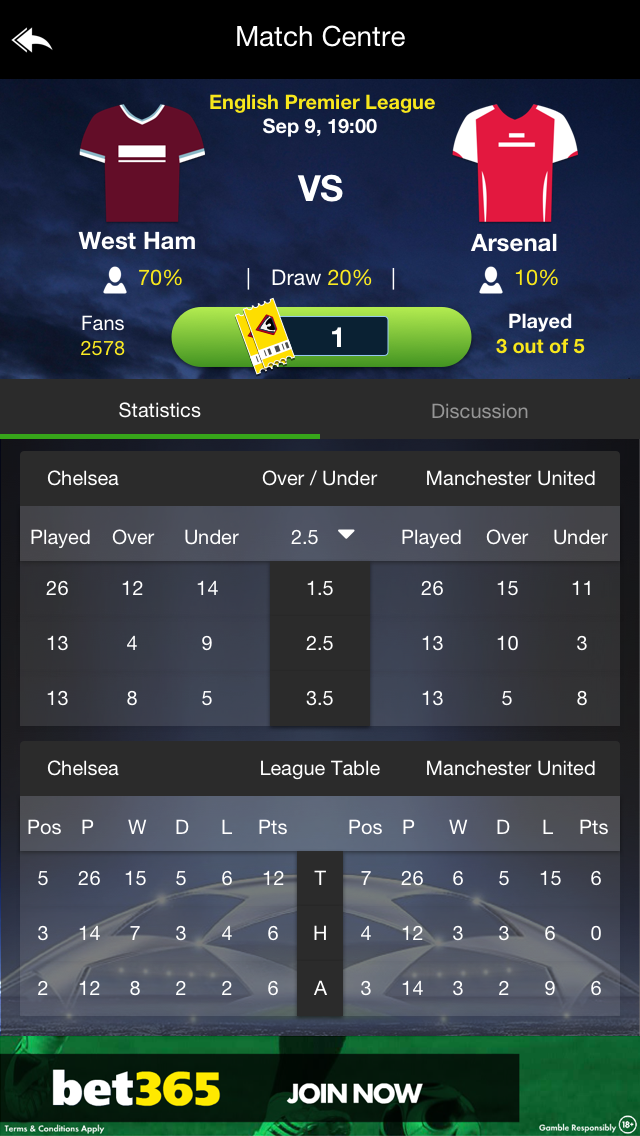 Match Centre
English Premier League
Sep 9, 19:00
VS
West Ham
Arsenal
70% | Draw 20% | 10%
Fans
2578
1
Played
3 out of 5
Statistics Discussion
Chelsea Over / Under Manchester United
Played Over Under 2.5 Played Over Under
26 12 14 1.5 26 15 11
13 4 9 2.5 13 10 3
13 8 5 3.5 13 5 8
Chelsea League Table Manchester United
Pos P W D L Pts Pos P W D L Pts
5 26 15 5 6 12 T 7 26 6 5 15 6
3 14 7 3 4 6 H 4 12 3 3 6 0
2 12 8 2 2 6 A 3 14 3 2 9 6
bet365 JOIN NOW
Terms & Conditions Apply
Gamble Responsibly 18+